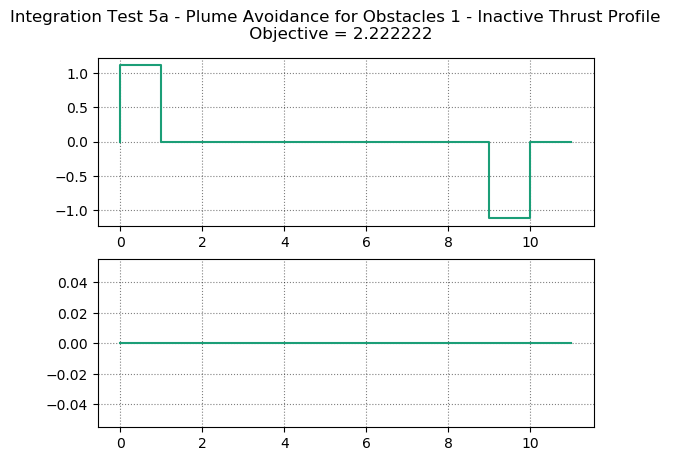 Integration Test 5a - Plume Avoidance for Obstacles 1 - Inactive Thrust Profile
Objective = 2.222222
1.0
0.5
0.0
−0.5
−1.0
0 2 4 6 8 10
0.04
0.02
0.00
−0.02
−0.04
0 2 4 6 8 10